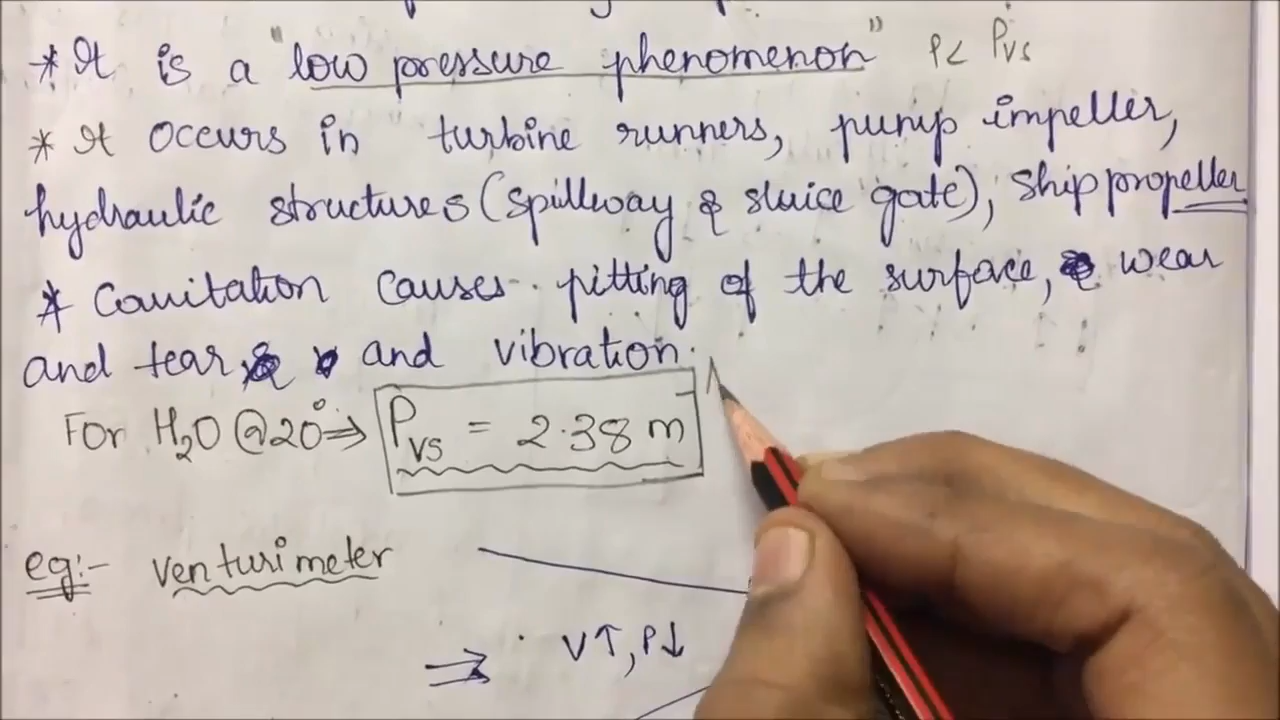 * It is a "low pressure phenomenon" P< Pvs
* It occurs in turbine runners, pump impeller,
hydraulic structures (spillway & sluice gate), ship propeller
* Cavitation causes pitting of the surface, wear
and tear and vibration.
For H₂O @20° ⇒ Pvs = 2.38 m
eg:- venturimeter
⇒ V↑, P↓